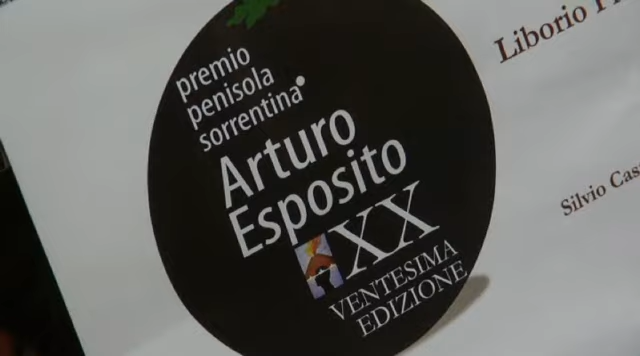 premio
penisola
sorrentina
Arturo
Esposito
XX
VENTESIMA
EDIZIONE
Liborio
Silvio